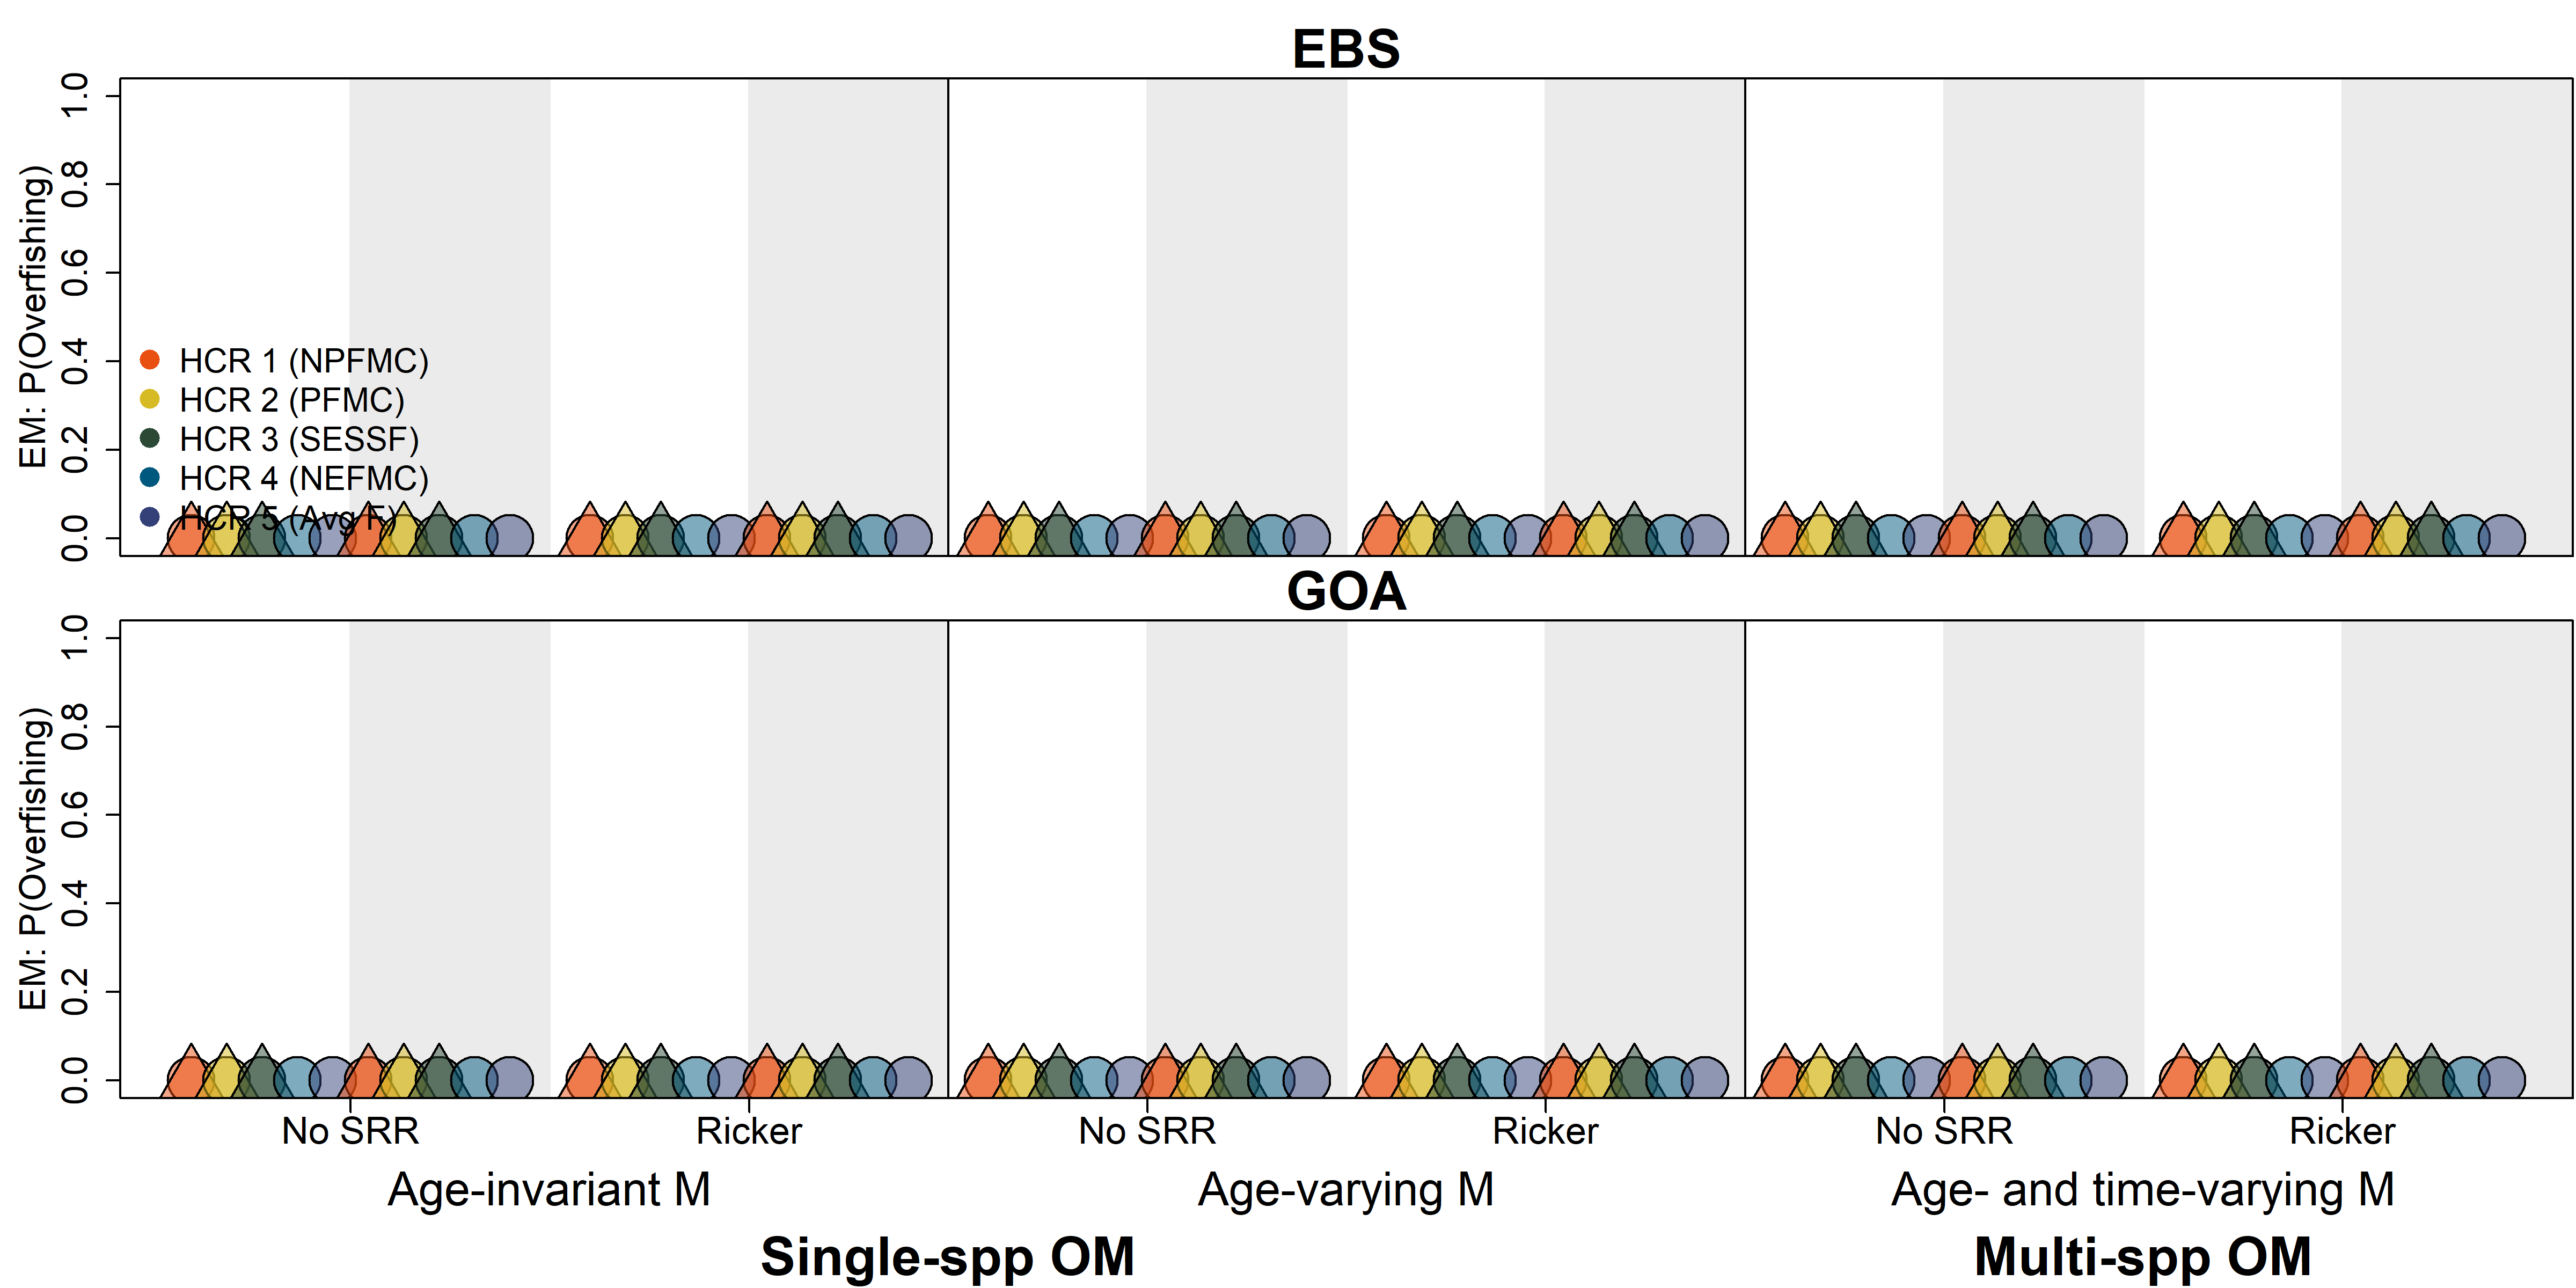 EBS
EM: P(Overfishing)
1.0
0.8
0.6
0.4
0.2
0.0
HCR 1 (NPFMC)
HCR 2 (PFMC)
HCR 3 (SESSF)
HCR 4 (NEFMC)
HCR 5 (Avg F)
GOA
EM: P(Overfishing)
1.0
0.8
0.6
0.4
0.2
0.0
No SRR Ricker No SRR Ricker No SRR Ricker
Age-invariant M Age-varying M Age- and time-varying M
Single-spp OM Multi-spp OM